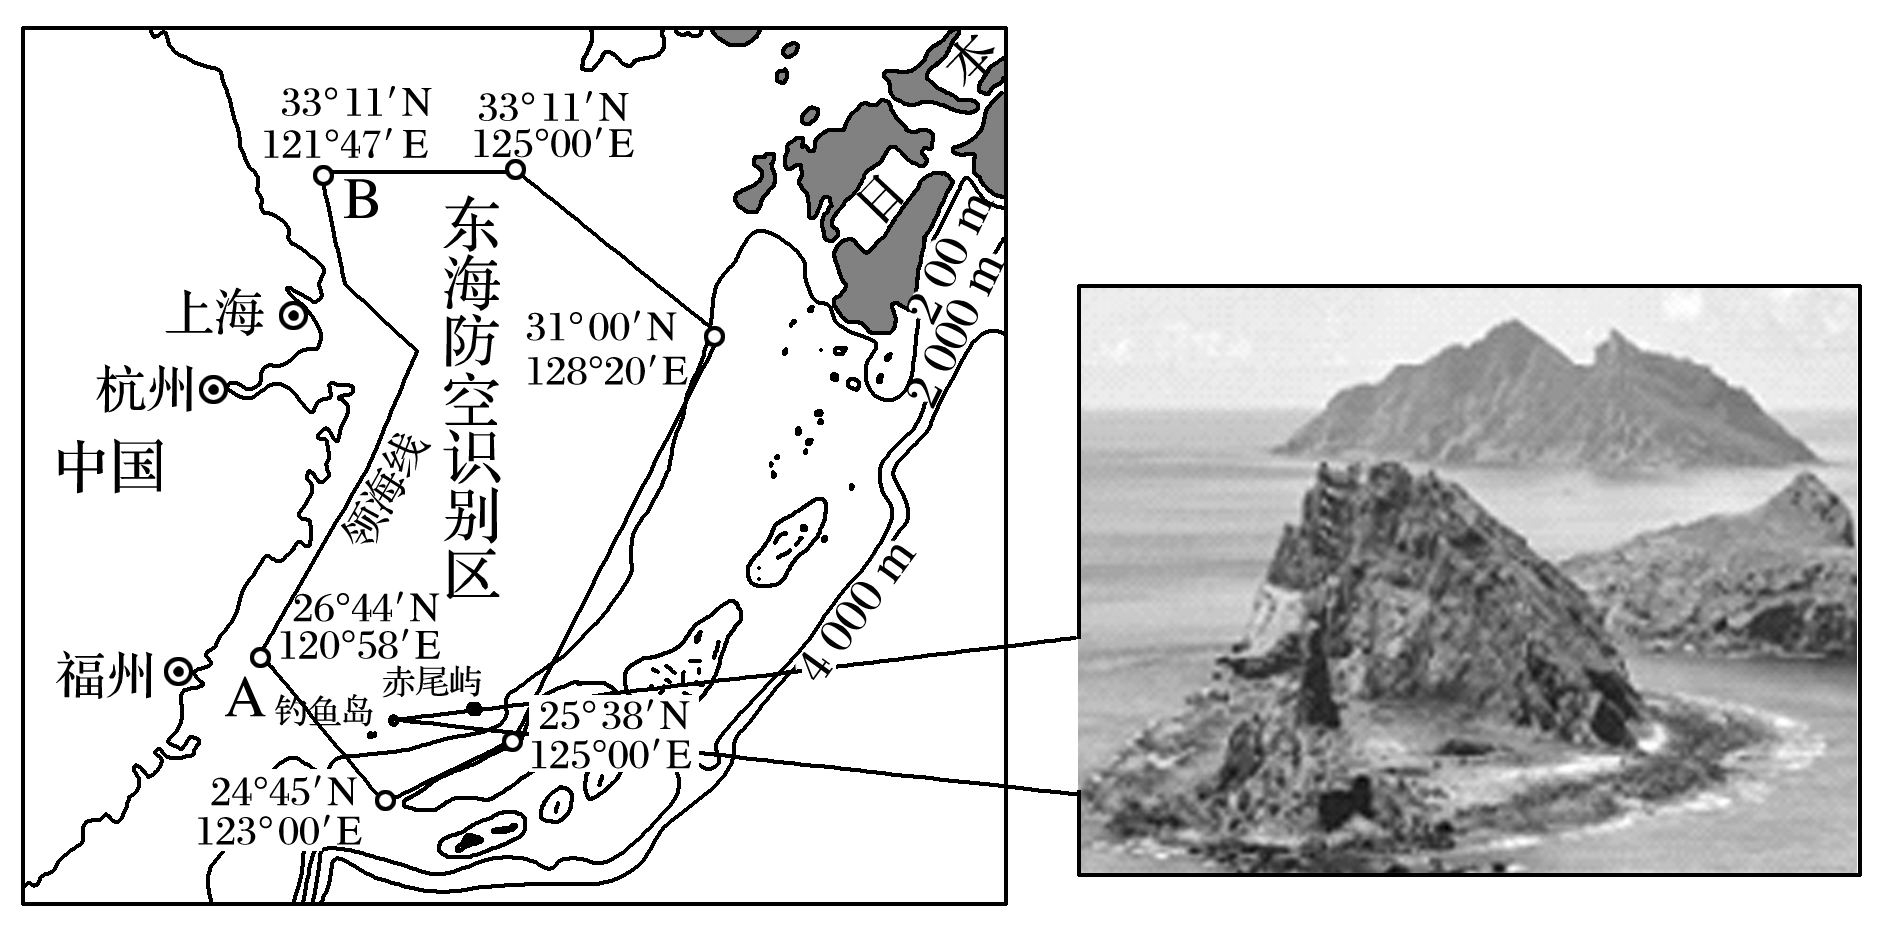 本
33°11′N
121°47′E
33°11′N
125°00′E
B
日
东海防空识别区
200 m
2 000 m
上海
31°00′N
128°20′E
杭州
中国
领海线
4 000 m
26°44′N
120°58′E
福州
A
赤尾屿
钓鱼岛
25°38′N
125°00′E
24°45′N
123°00′E